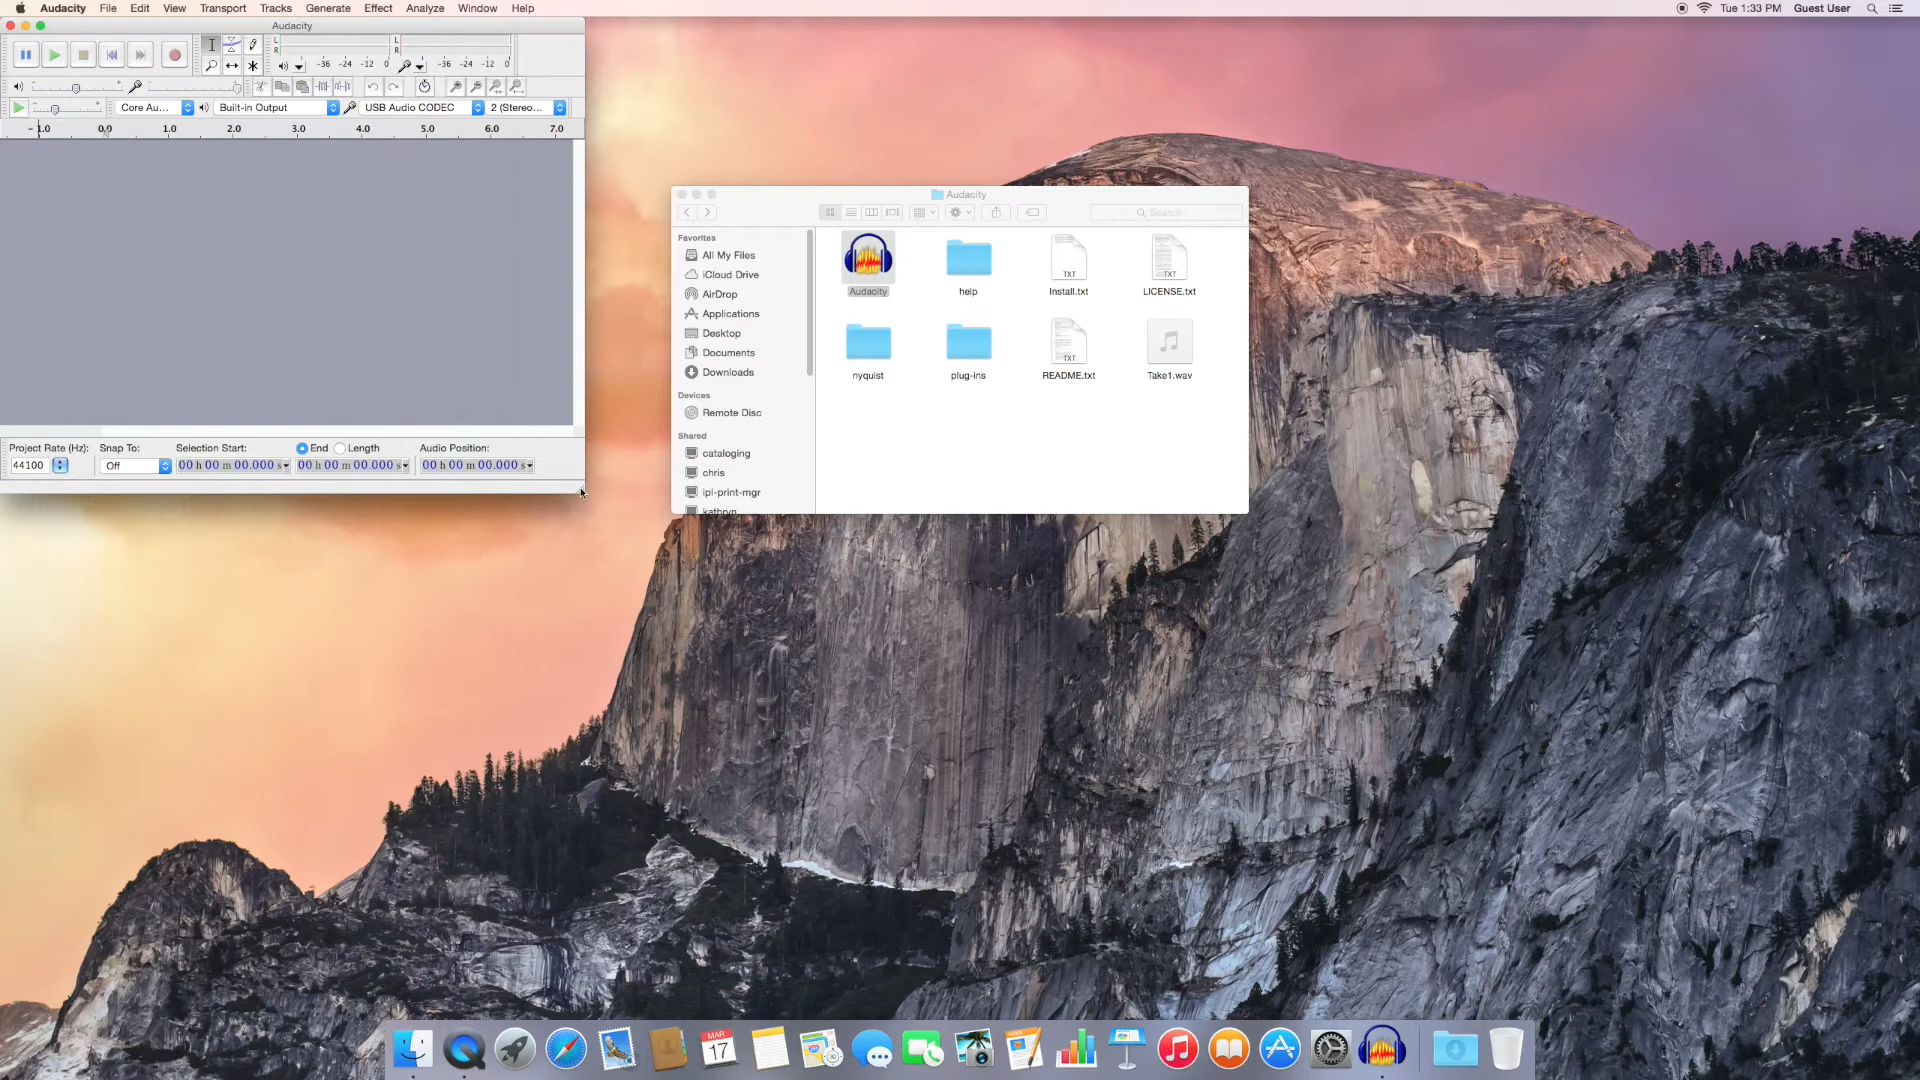 Audacity File Edit View Transport Tracks Generate Effect Analyze Window Help
Tue 1:33 PM Guest User
Audacity
L
R
-36 -24 -12 0
L
R
-36 -24 -12 0
Core Au... Built-in Output USB Audio CODEC 2 (Stereo...
-1.0 0.0 1.0 2.0 3.0 4.0 5.0 6.0 7.0
Project Rate (Hz): Snap To: Selection Start: End Length Audio Position:
44100 Off 00 h 00 m 00.000 s 00 h 00 m 00.000 s 00 h 00 m 00.000 s
Audacity
Search
Favorites
All My Files
iCloud Drive
AirDrop
Applications
Desktop
Documents
Downloads
Devices
Remote Disc
Shared
cataloging
chris
ipl-print-mgr
kathryn
Audacity help TXT Install.txt TXT LICENSE.txt
nyquist plug-ins TXT README.txt Take1.wav
MAR
17